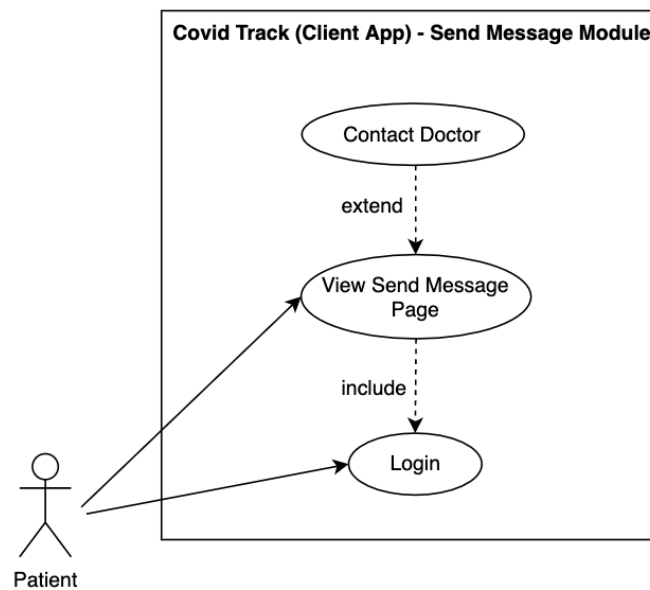 Covid Track (Client App) - Send Message Module
Contact Doctor
extend
View Send Message
Page
include
Login
Patient